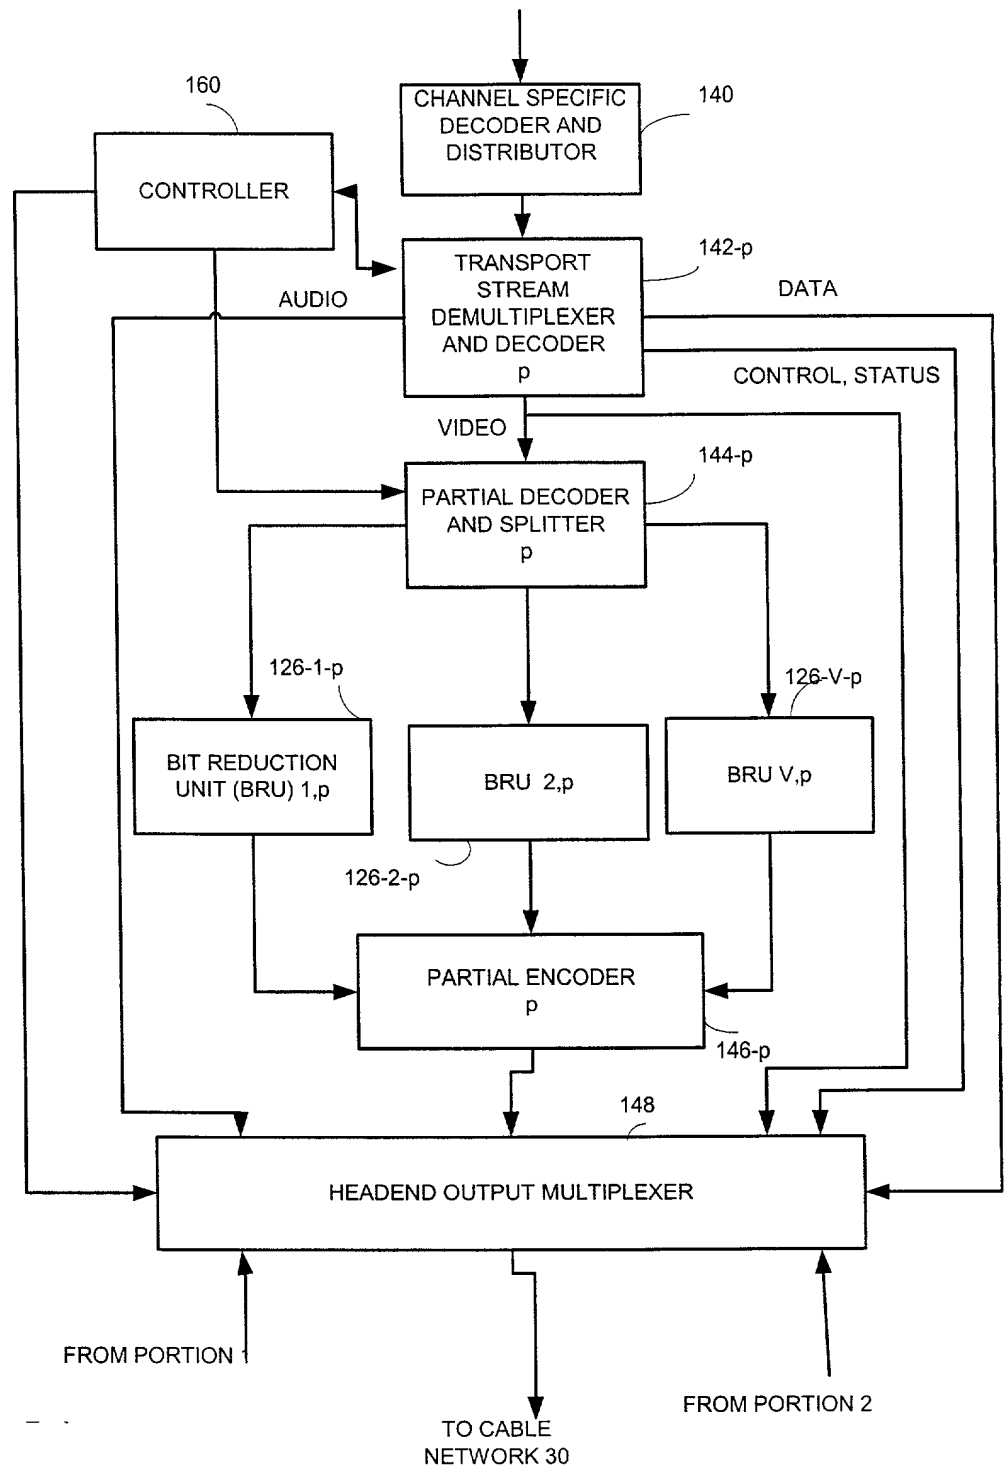 160
140
CHANNEL SPECIFIC
DECODER AND
DISTRIBUTOR
CONTROLLER
142-p
TRANSPORT
STREAM
DEMULTIPLEXER
AND DECODER
p
AUDIO
DATA
CONTROL, STATUS
VIDEO
144-p
PARTIAL DECODER
AND SPLITTER
p
126-1-p
126-V-p
BIT REDUCTION
UNIT (BRU) 1,p
BRU 2,p
BRU V,p
126-2-p
PARTIAL ENCODER
p
146-p
148
HEADEND OUTPUT MULTIPLEXER
FROM PORTION 1
FROM PORTION 2
TO CABLE
NETWORK 30